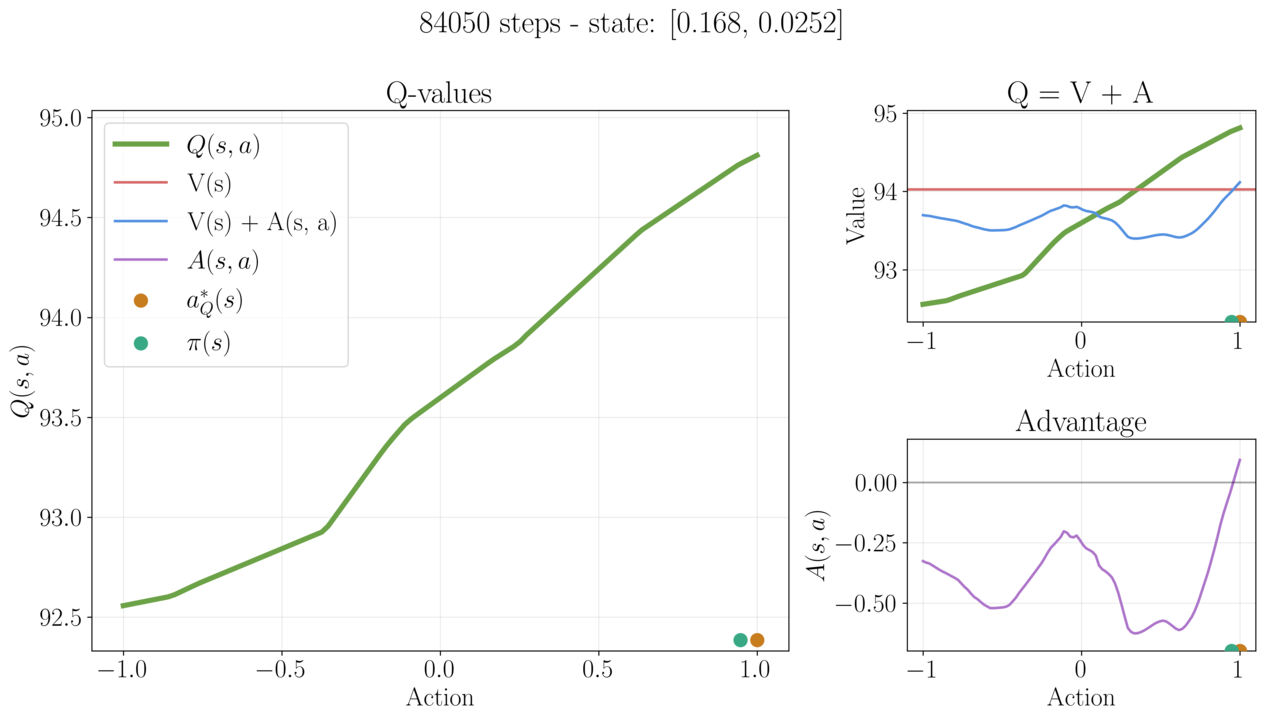 84050 steps - state: [0.168, 0.0252]
Q-values
95.0
94.5
94.0
93.5
93.0
92.5
Q(s, a)
−1.0
−0.5
0.0
0.5
1.0
Action
Q(s, a)
V(s)
V(s) + A(s, a)
A(s, a)
a*_Q(s)
π(s)
Q = V + A
95
94
93
Value
−1
0
1
Action
Advantage
0.00
−0.25
−0.50
A(s, a)
−1
0
1
Action